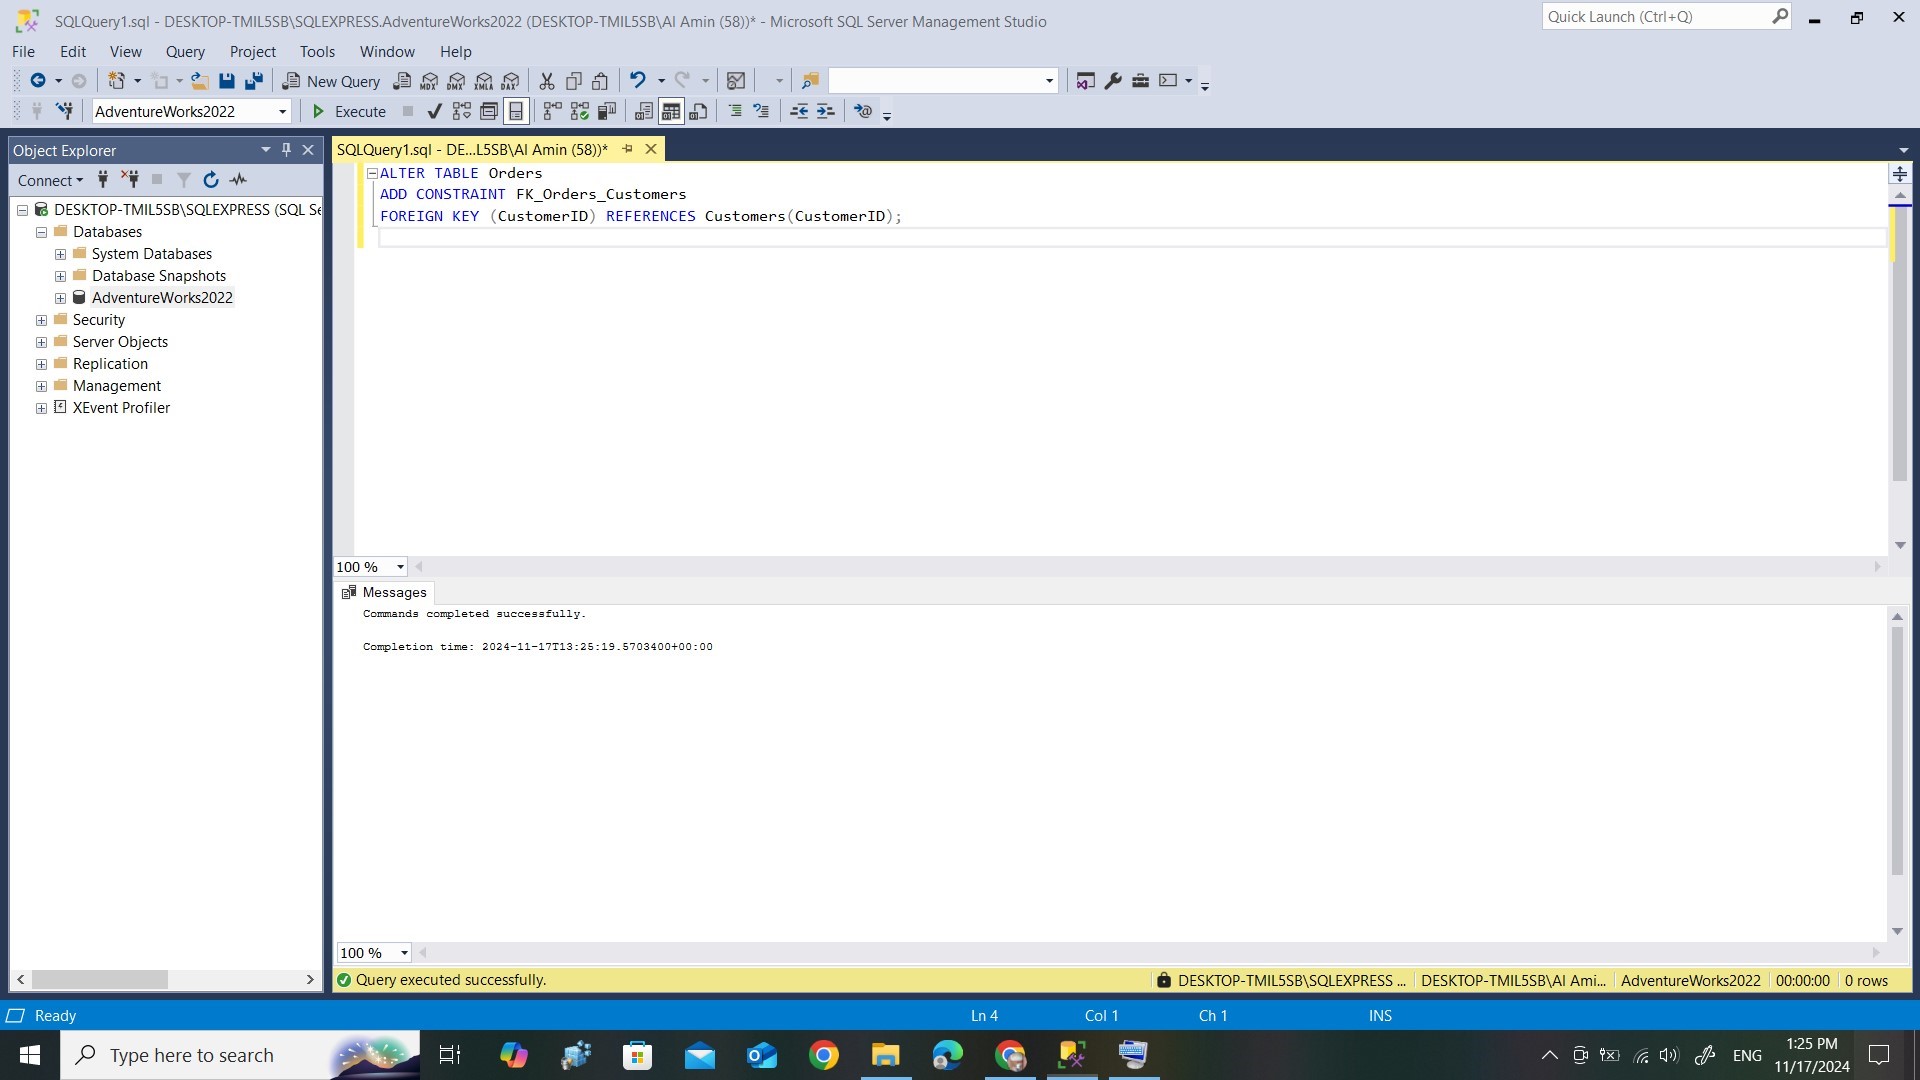 SQLQuery1.sql - DESKTOP-TMIL5SB\SQLEXPRESS.AdventureWorks2022 (DESKTOP-TMIL5SB\Al Amin (58))* - Microsoft SQL Server Management Studio
Quick Launch (Ctrl+Q)
File Edit View Query Project Tools Window Help
New Query MDX DMX XMLA DAX
AdventureWorks2022 Execute
Object Explorer
SQLQuery1.sql - DE...L5SB\Al Amin (58))*
Connect
DESKTOP-TMIL5SB\SQLEXPRESS (SQL Se
Databases
System Databases
Database Snapshots
AdventureWorks2022
Security
Server Objects
Replication
Management
XEvent Profiler
ALTER TABLE Orders
ADD CONSTRAINT FK_Orders_Customers
FOREIGN KEY (CustomerID) REFERENCES Customers(CustomerID);
100 %
Messages
Commands completed successfully.
Completion time: 2024-11-17T13:25:19.5703400+00:00
100 %
Query executed successfully. DESKTOP-TMIL5SB\SQLEXPRESS ... DESKTOP-TMIL5SB\Al Ami... AdventureWorks2022 00:00:00 0 rows
Ready Ln 4 Col 1 Ch 1 INS
Type here to search
ENG
1:25 PM
11/17/2024